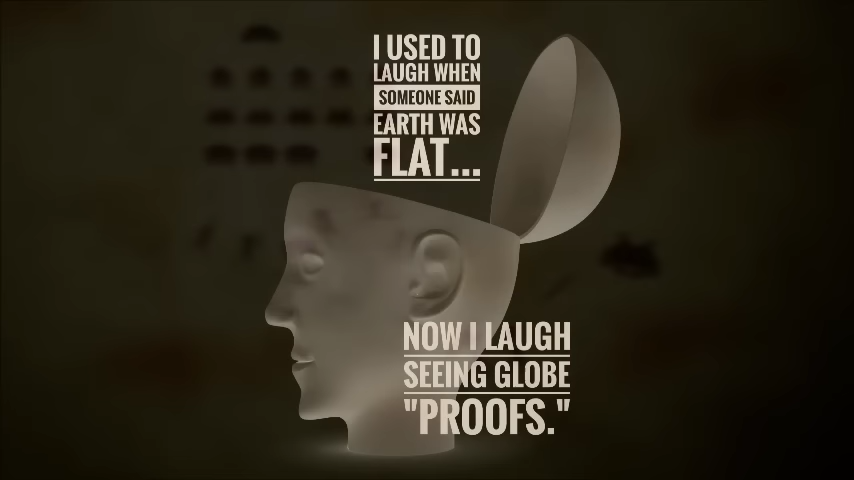 I USED TO
LAUGH WHEN
SOMEONE SAID
EARTH WAS
FLAT...
NOW I LAUGH
SEEING GLOBE
"PROOFS."